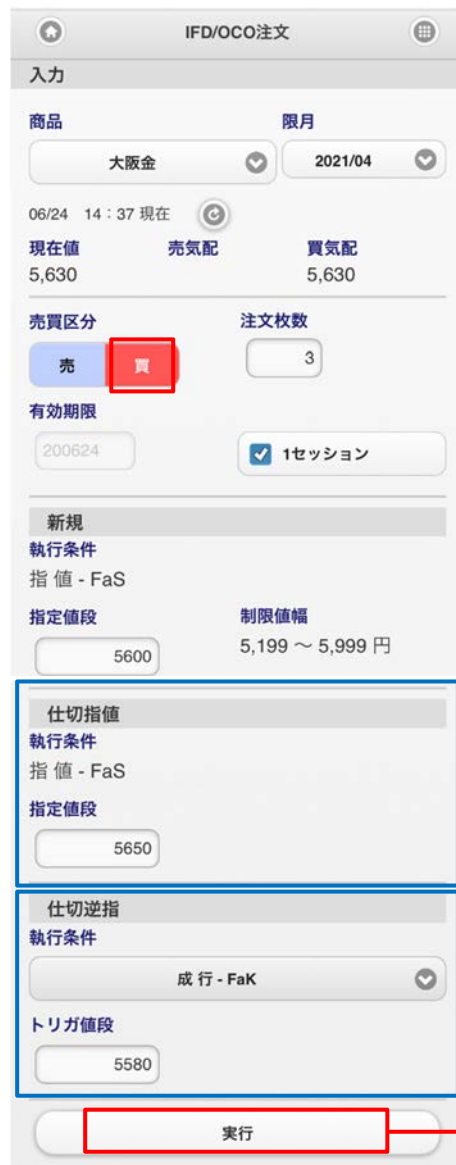 IFD/OCO注文
入力
商品 限月
大阪金 2021/04
06/24 14：37 現在
現在値 売気配 買気配
5,630 5,630
売買区分 注文枚数
売 買 3
有効期限
200624 1セッション
新規
執行条件
指 値 - FaS
指定値段 制限値幅
5600 5,199 ～ 5,999 円
仕切指値
執行条件
指 値 - FaS
指定値段
5650
仕切逆指
執行条件
成 行 - FaK
トリガ値段
5580
実行